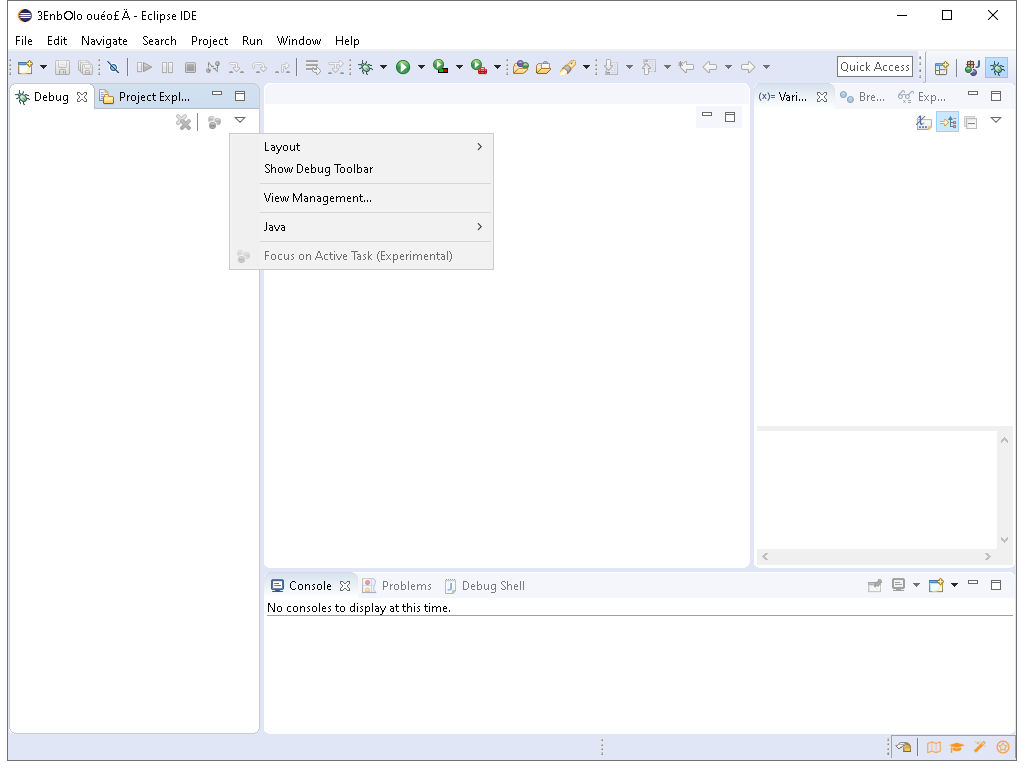 3EnbOlo ouéo£ Ä - Eclipse IDE
File Edit Navigate Search Project Run Window Help
Quick Access
Debug Project Expl...
(x)= Vari... Bre... Exp...
Layout
Show Debug Toolbar
View Management...
Java
Focus on Active Task (Experimental)
Console Problems Debug Shell
No consoles to display at this time.